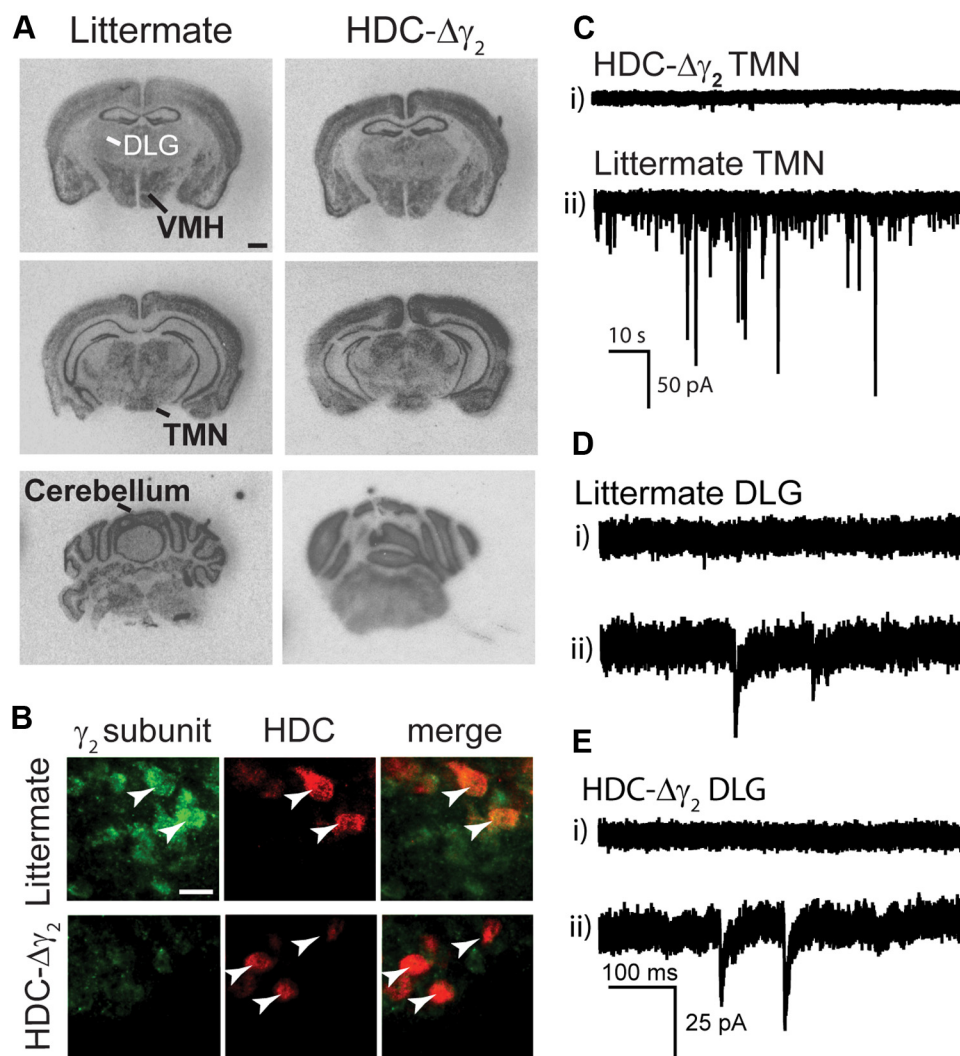 A
Littermate
HDC-Δγ₂
DLG
VMH
TMN
Cerebellum
B
γ₂ subunit
HDC
merge
Littermate
HDC-Δγ₂
C
HDC-Δγ₂ TMN
i)
Littermate TMN
ii)
10 s
50 pA
D
Littermate DLG
i)
ii)
E
HDC-Δγ₂ DLG
i)
ii)
100 ms
25 pA